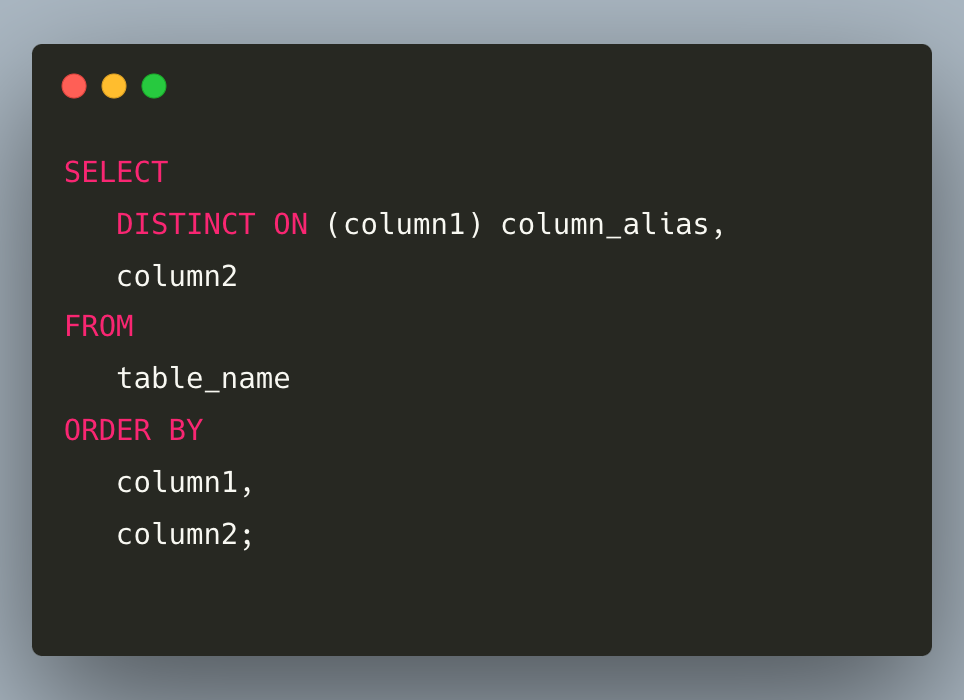 SELECT
   DISTINCT ON (column1) column_alias,
   column2
FROM
   table_name
ORDER BY
   column1,
   column2;